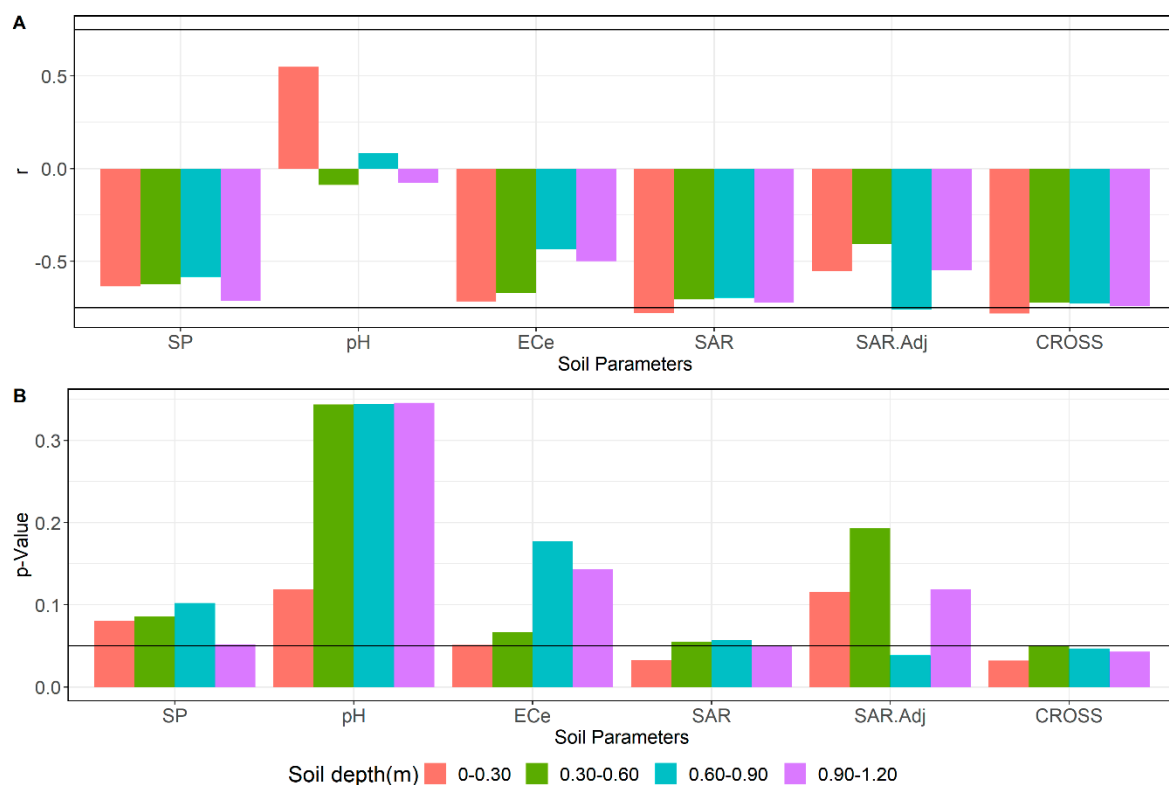 A
0.5
0.0
-0.5
r
SP pH ECe SAR SAR.Adj CROSS
Soil Parameters
B
0.3
0.2
0.1
0.0
p-Value
SP pH ECe SAR SAR.Adj CROSS
Soil Parameters
Soil depth(m) 0-0.30 0.30-0.60 0.60-0.90 0.90-1.20